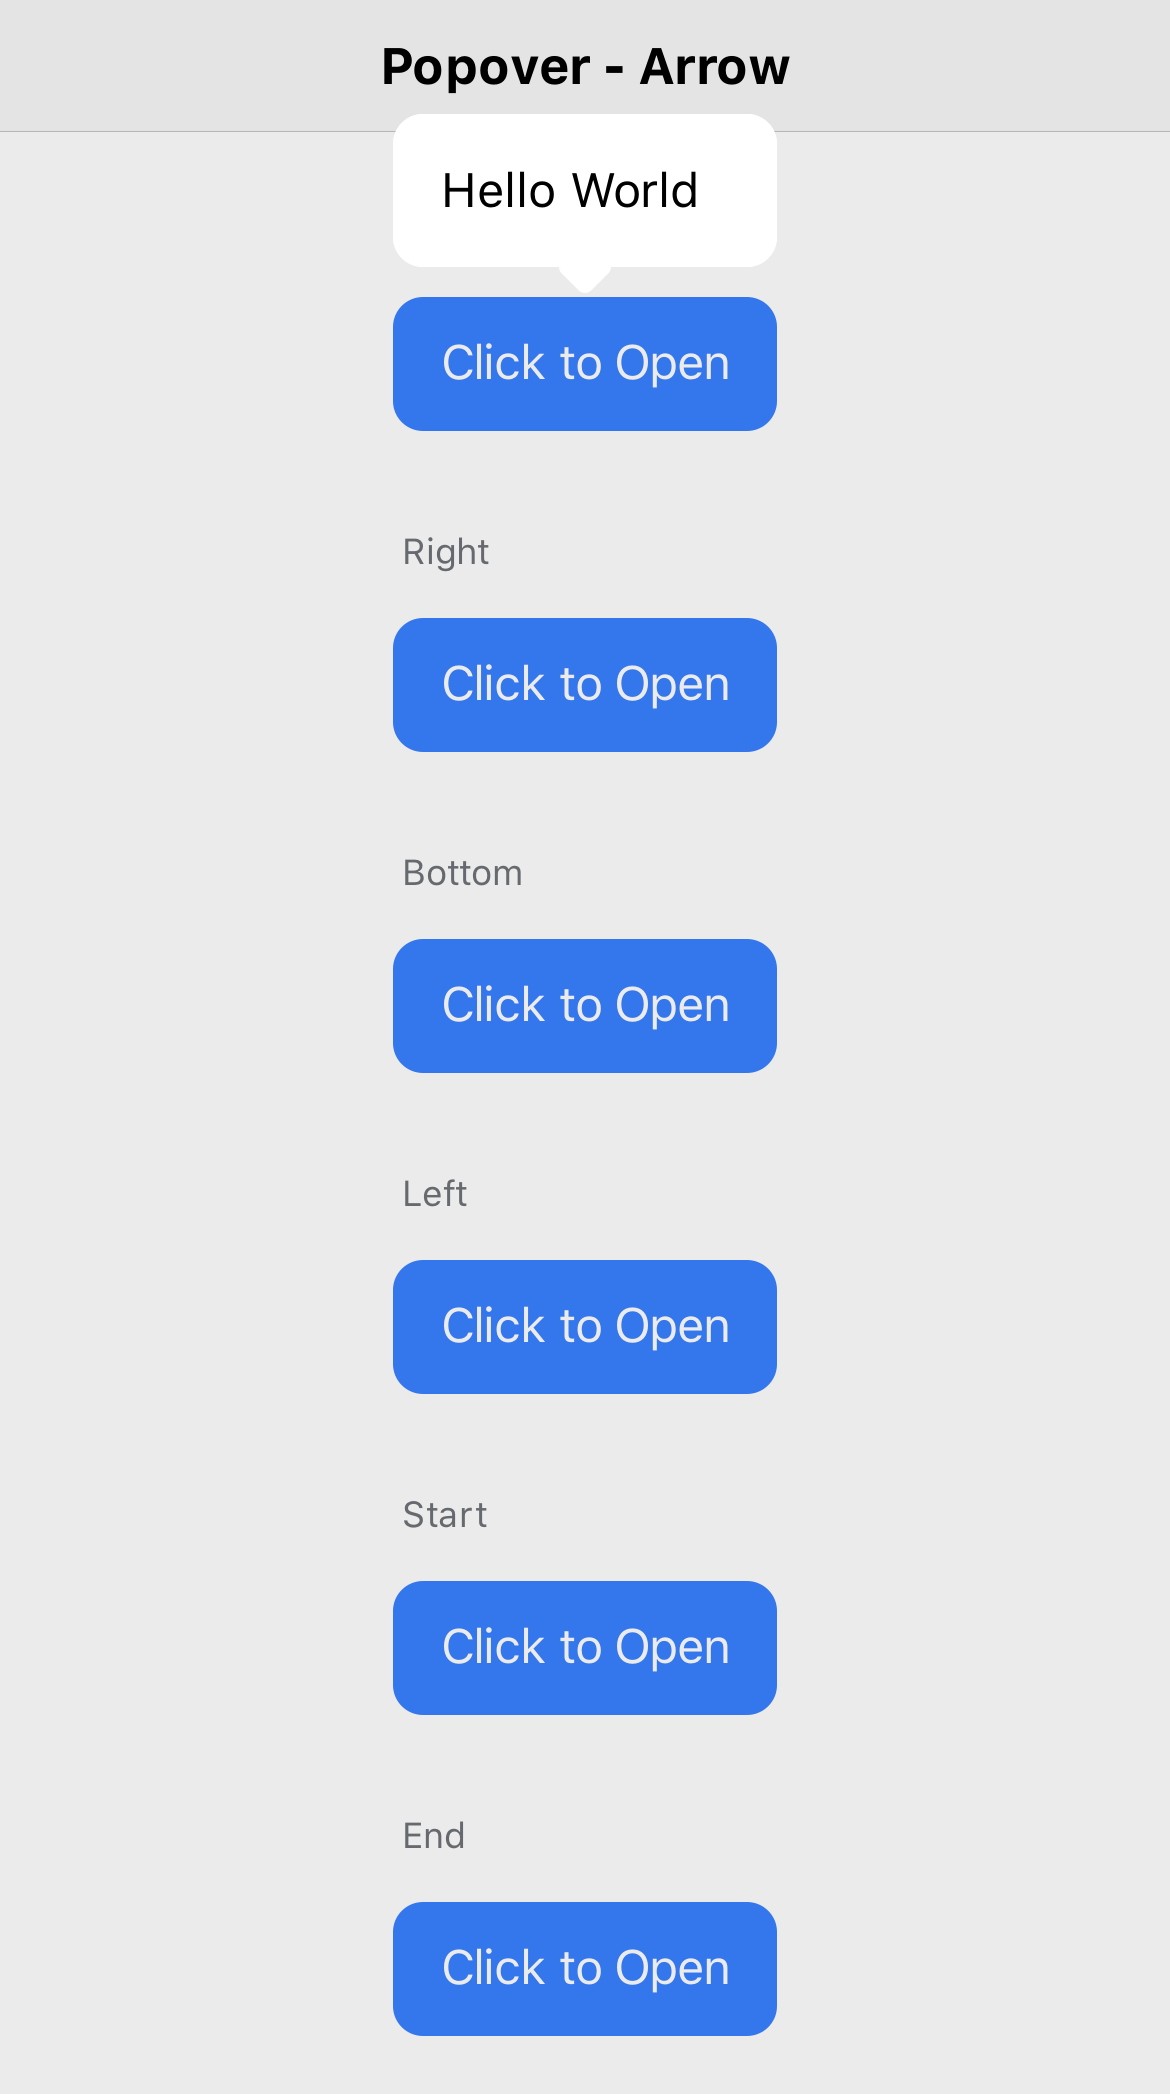 Popover - Arrow
Hello World
Click to Open
Right
Click to Open
Bottom
Click to Open
Left
Click to Open
Start
Click to Open
End
Click to Open